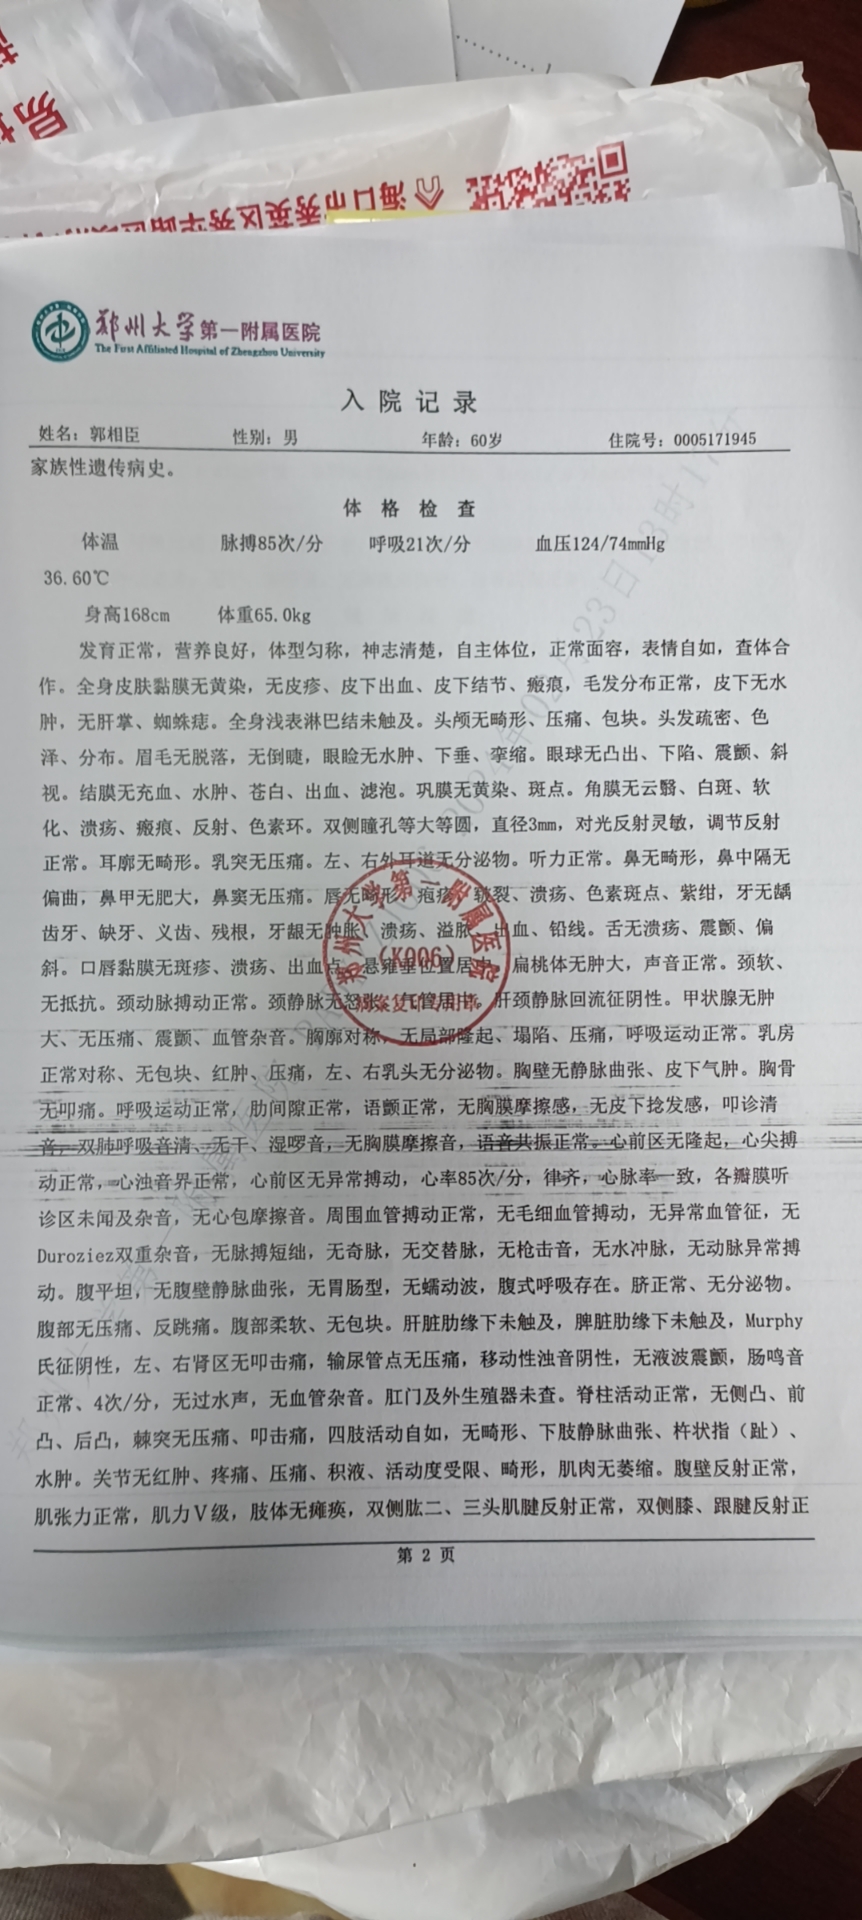 海口市秀英区秀华路
郑州大学第一附属医院
The First Affiliated Hospital of Zhengzhou University
入院记录
姓名：郭相臣 性别：男 年龄：60岁 住院号：0005171945
家族性遗传病史。
体格检查
体温 脉搏85次/分 呼吸21次/分 血压124/74mmHg
36.60℃
身高168cm 体重65.0kg
发育正常，营养良好，体型匀称，神志清楚，自主体位，正常面容，表情自如，查体合
作。全身皮肤黏膜无黄染，无皮疹、皮下出血、皮下结节、瘢痕，毛发分布正常，皮下无水
肿，无肝掌、蜘蛛痣。全身浅表淋巴结未触及。头颅无畸形、压痛、包块。头发疏密、色
泽、分布。眉毛无脱落，无倒睫，眼睑无水肿、下垂、挛缩。眼球无凸出、下陷、震颤、斜
视。结膜无充血、水肿、苍白、出血、滤泡。巩膜无黄染、斑点。角膜无云翳、白斑、软
化、溃疡、瘢痕、反射、色素环。双侧瞳孔等大等圆，直径3mm，对光反射灵敏，调节反射
正常。耳廓无畸形。乳突无压痛。左、右外耳道无分泌物。听力正常。鼻无畸形，鼻中隔无
偏曲，鼻甲无肥大，鼻窦无压痛。唇无畸形、疱疹、皲裂、溃疡、色素斑点、紫绀，牙无龋
齿牙、缺牙、义齿、残根，牙龈无肿胀、溃疡、溢脓、出血、铅线。舌无溃疡、震颤、偏
斜。口唇黏膜无斑疹、溃疡、出血点，悬雍垂位置居中，扁桃体无肿大，声音正常。颈软、
无抵抗。颈动脉搏动正常。颈静脉无怒张。气管居中。肝颈静脉回流征阴性。甲状腺无肿
大、无压痛、震颤、血管杂音。胸廓对称，无局部隆起、塌陷、压痛，呼吸运动正常。乳房
正常对称、无包块、红肿、压痛，左、右乳头无分泌物。胸壁无静脉曲张、皮下气肿。胸骨
无叩痛。呼吸运动正常，肋间隙正常，语颤正常，无胸膜摩擦感，无皮下捻发感，叩诊清
音，双肺呼吸音清、无干、湿啰音，无胸膜摩擦音，语音共振正常。心前区无隆起，心尖搏
动正常，心浊音界正常，心前区无异常搏动，心率85次/分，律齐，心脉率一致，各瓣膜听
诊区未闻及杂音，无心包摩擦音。周围血管搏动正常，无毛细血管搏动，无异常血管征，无
Duroziez双重杂音，无脉搏短绌，无奇脉，无交替脉，无枪击音，无水冲脉，无动脉异常搏
动。腹平坦，无腹壁静脉曲张，无胃肠型，无蠕动波，腹式呼吸存在。脐正常、无分泌物。
腹部无压痛、反跳痛。腹部柔软、无包块。肝脏肋缘下未触及，脾脏肋缘下未触及，Murphy
氏征阴性，左、右肾区无叩击痛，输尿管点无压痛，移动性浊音阴性，无液波震颤，肠鸣音
正常、4次/分，无过水声，无血管杂音。肛门及外生殖器未查。脊柱活动正常，无侧凸、前
凸、后凸，棘突无压痛、叩击痛，四肢活动自如，无畸形、下肢静脉曲张、杵状指（趾）、
水肿。关节无红肿、疼痛、压痛、积液、活动度受限、畸形，肌肉无萎缩。腹壁反射正常，
肌张力正常，肌力Ⅴ级，肢体无瘫痪，双侧肱二、三头肌腱反射正常，双侧膝、跟腱反射正
第 2 页
郑州大学第一附属医院
(K006)
病案复印专用章